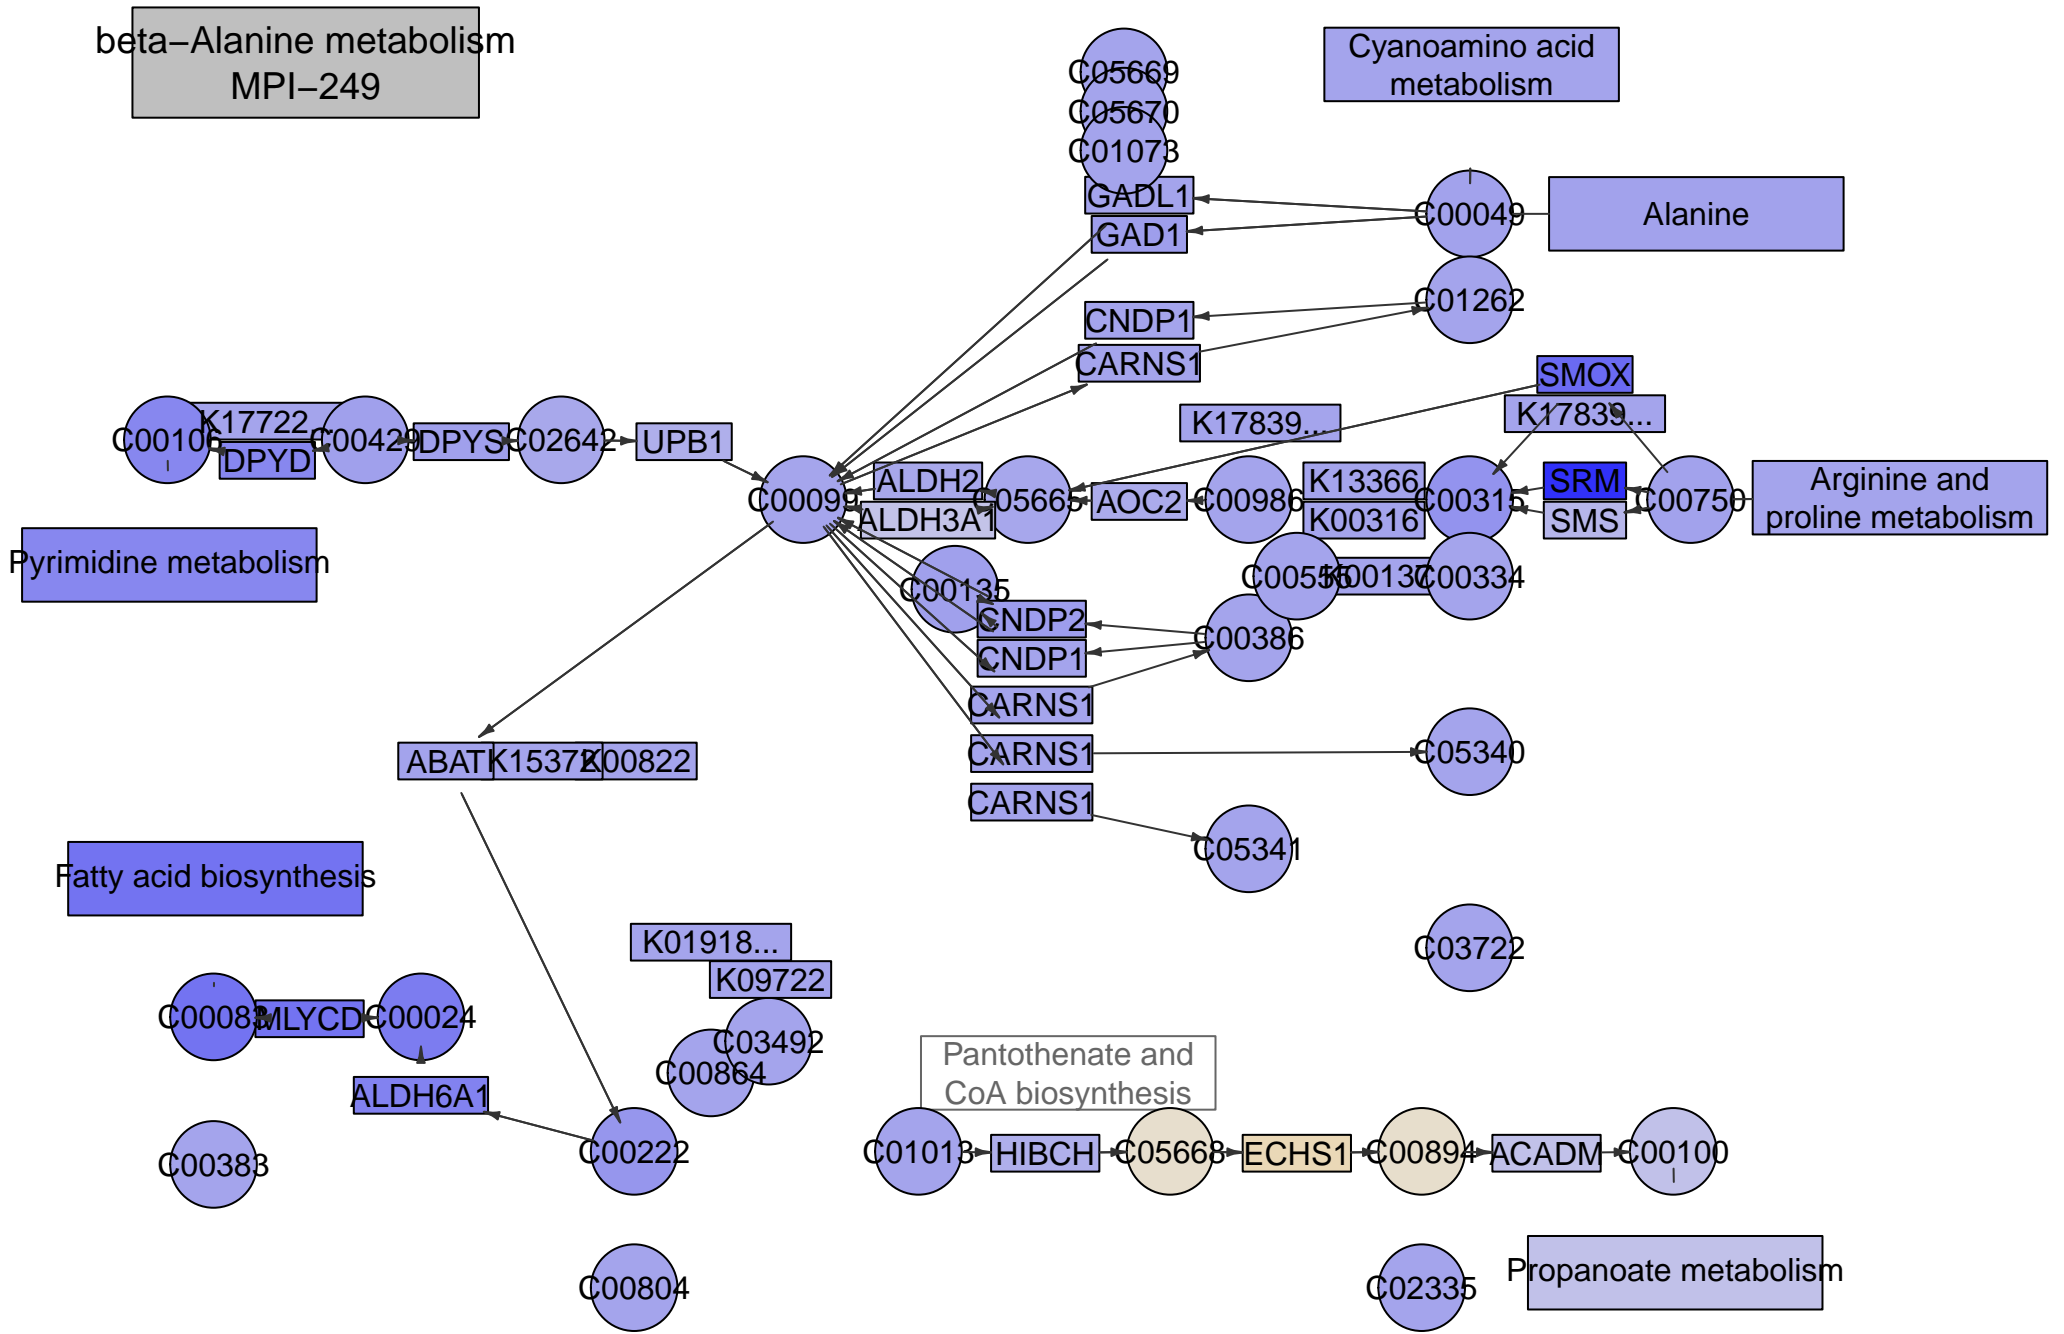 beta−Alanine metabolism
MPI−249
Cyanoamino acid
metabolism
C05669
C05670
C01073
GADL1
GAD1
C00049
Alanine
C01262
CNDP1
CARNS1
SMOX
K17839...
K17839...
C00106
K17722...
DPYD
C00429
DPYS
C02642
UPB1
C00099
ALDH2
ALDH3A1
C05665
AOC2
C00986
K13366
K00316
C00315
SRM
SMS
C00750
Arginine and
proline metabolism
Pyrimidine metabolism
C00135
C00556
K00137
C00334
CNDP2
CNDP1
C00386
CARNS1
CARNS1
CARNS1
C05340
C05341
ABAT
K15372
K00822
Fatty acid biosynthesis
K01918...
K09722
C03722
C00083
MLYCD
C00024
C03492
C00864
ALDH6A1
Pantothenate and
CoA biosynthesis
C00383
C00222
C01013
HIBCH
C05668
ECHS1
C00894
ACADM
C00100
C00804
C02335
Propanoate metabolism